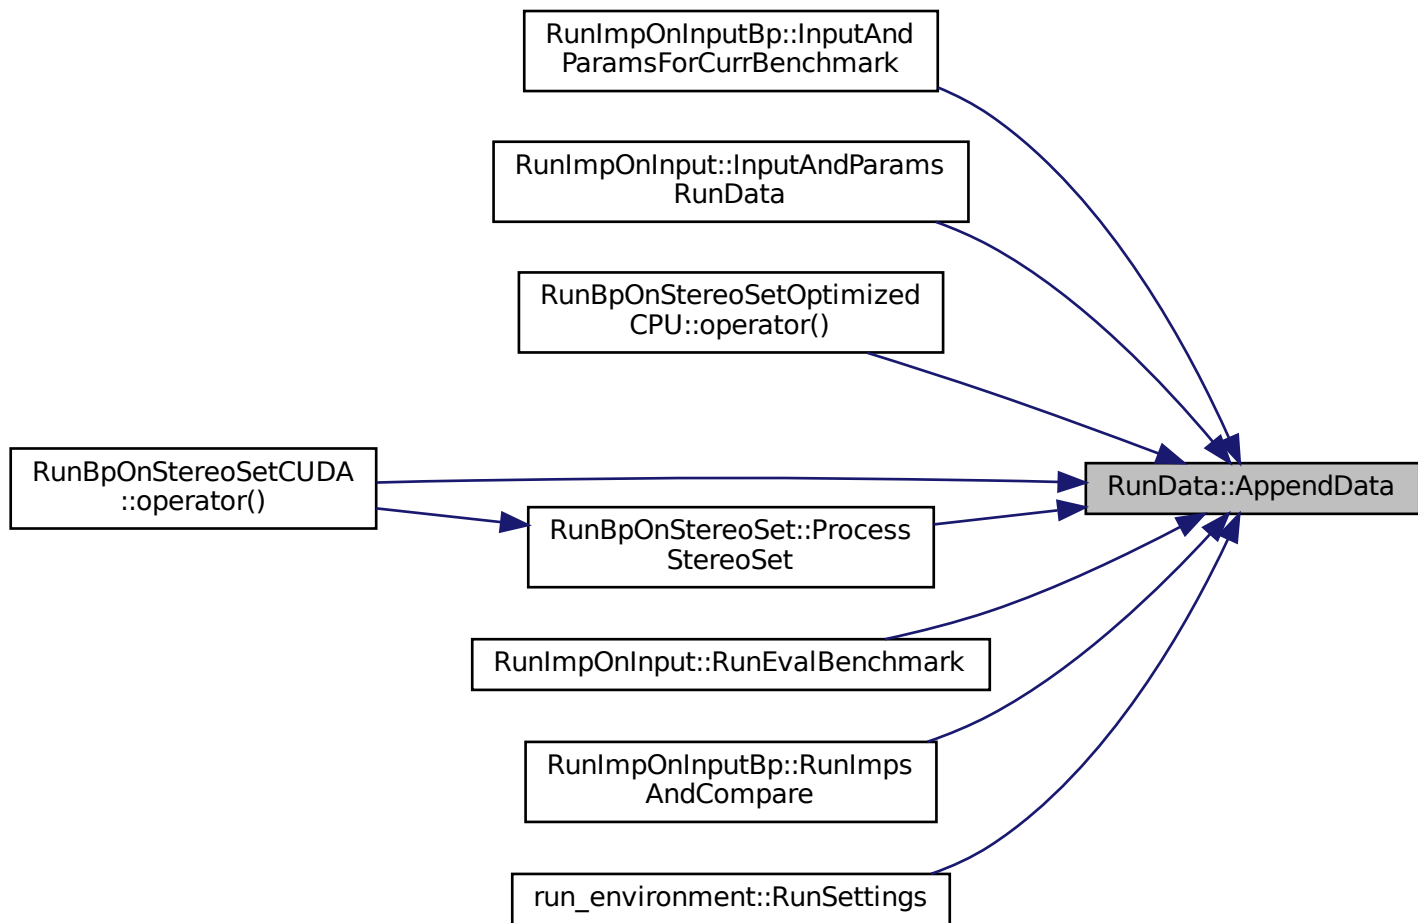 RunImpOnInputBp::InputAnd
ParamsForCurrBenchmark
RunImpOnInput::InputAndParams
RunData
RunBpOnStereoSetOptimized
CPU::operator()
RunBpOnStereoSetCUDA
::operator()
RunData::AppendData
RunBpOnStereoSet::Process
StereoSet
RunImpOnInput::RunEvalBenchmark
RunImpOnInputBp::RunImps
AndCompare
run_environment::RunSettings